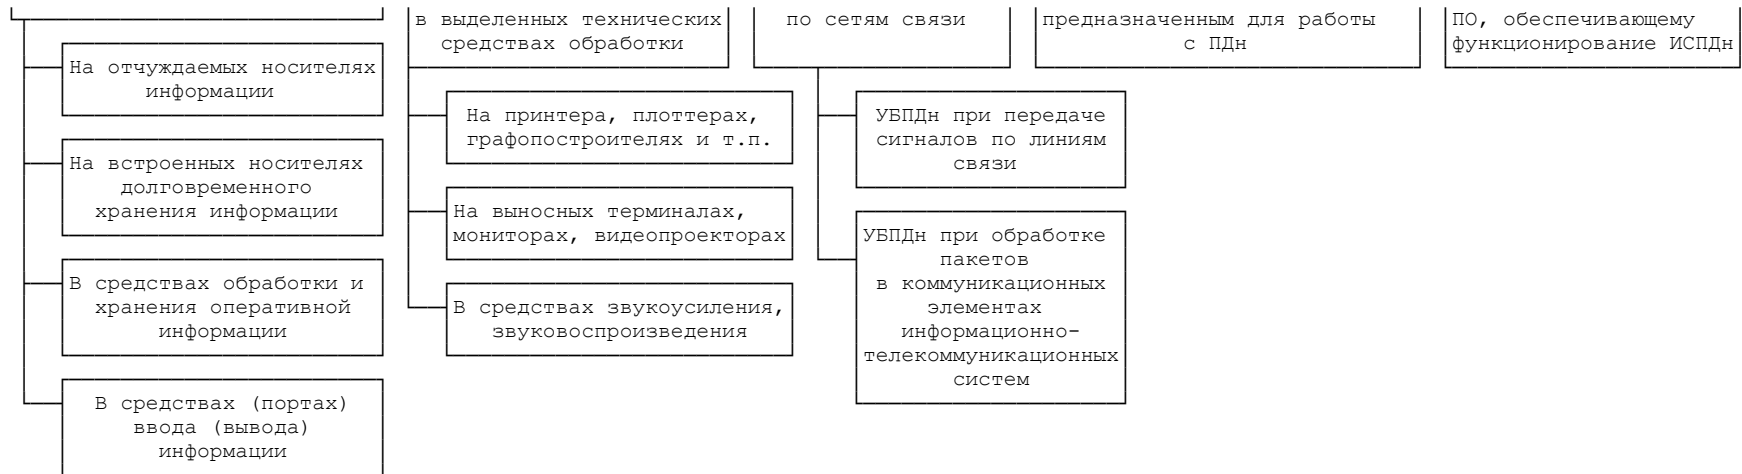 в выделенных технических
средствах обработки
по сетям связи
предназначенным для работы
с ПДн
ПО, обеспечивающему
функционирование ИСПДн
На отчуждаемых носителях
информации
На встроенных носителях
долговременного
хранения информации
В средствах обработки и
хранения оперативной
информации
В средствах (портах)
ввода (вывода)
информации
На принтера, плоттерах,
графопостроителях и т.п.
На выносных терминалах,
мониторах, видеопроекторах
В средствах звукоусиления,
звуковоспроизведения
УБПДн при передаче
сигналов по линиям
связи
УБПДн при обработке
пакетов
в коммуникационных
элементах
информационно-
телекоммуникационных
систем